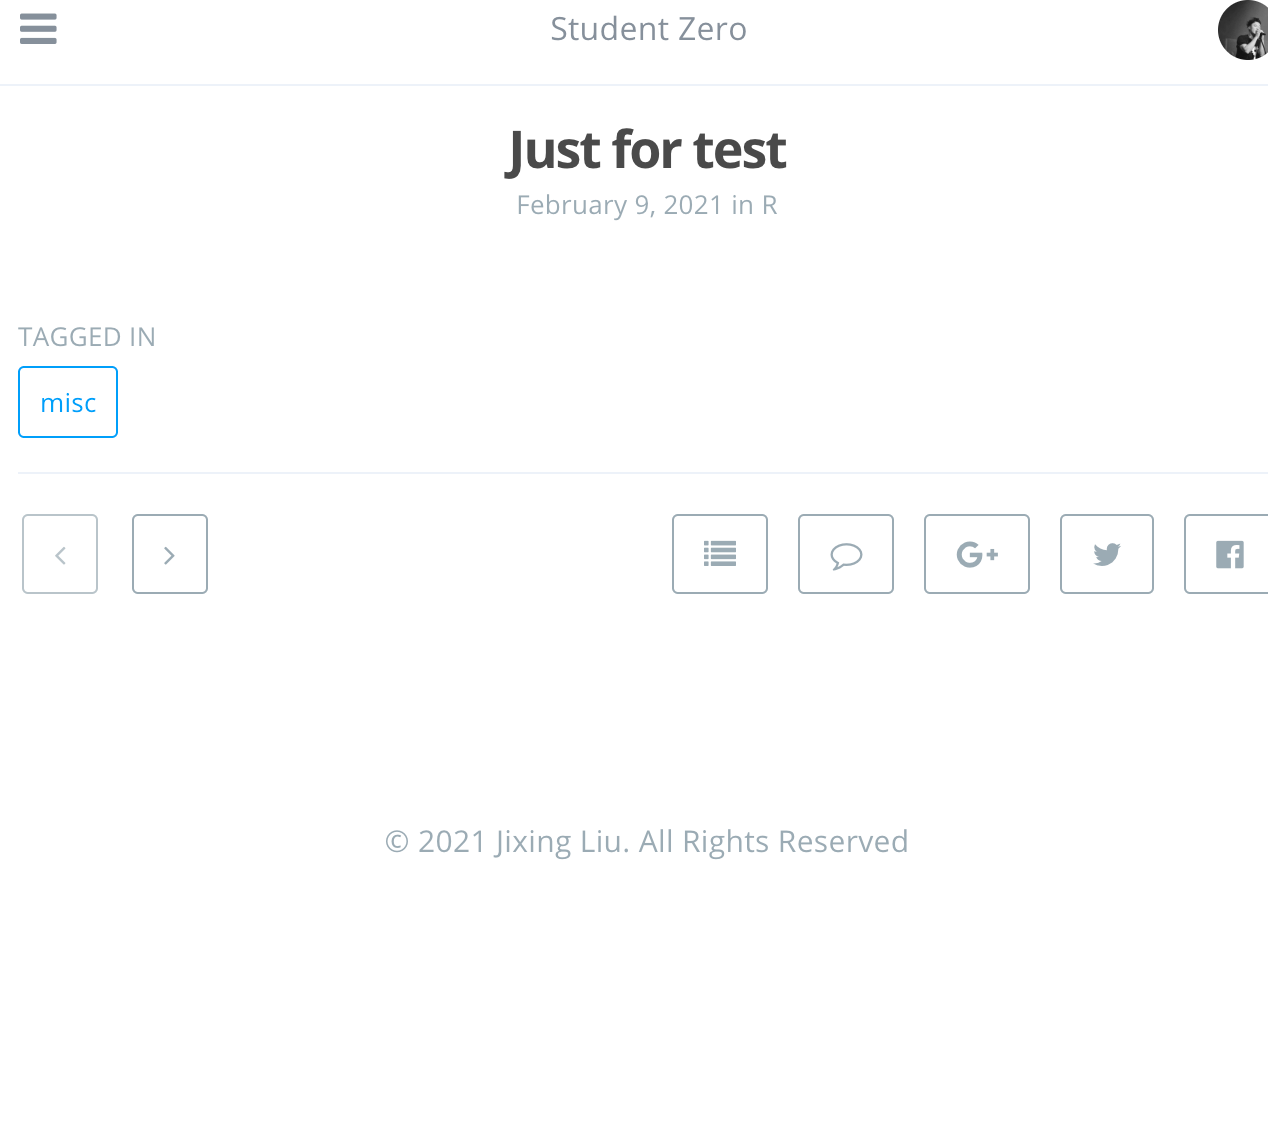 Student Zero
Just for test
February 9, 2021 in R
TAGGED IN
misc
© 2021 Jixing Liu. All Rights Reserved